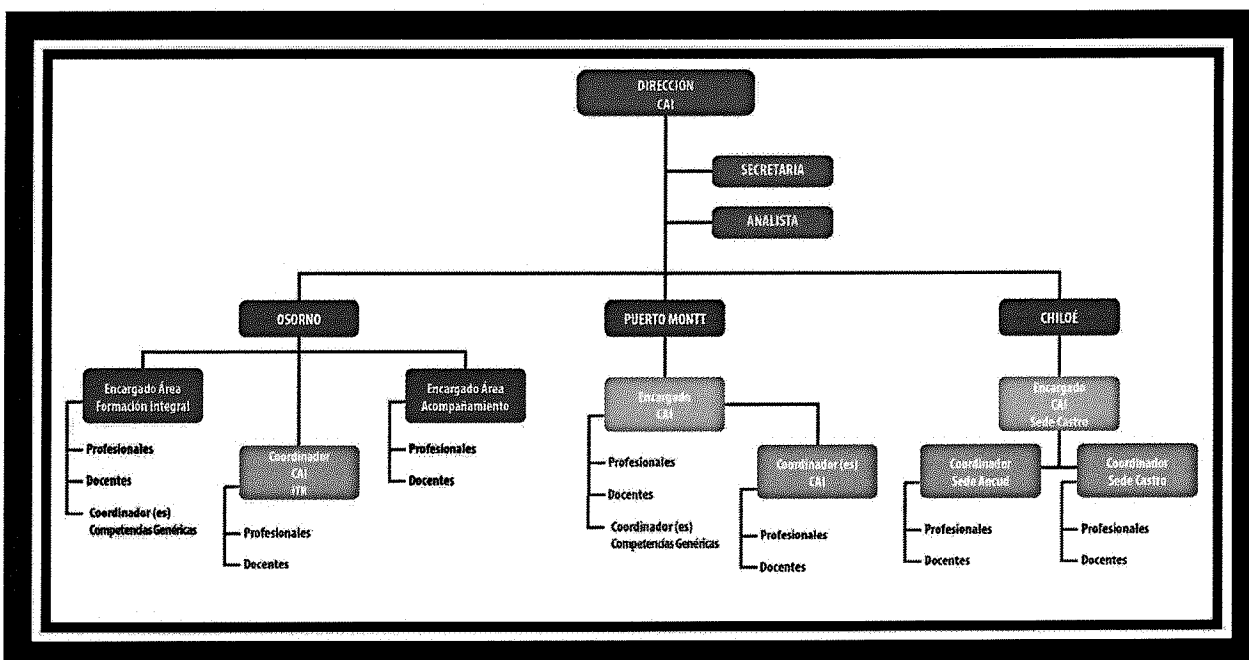 DIRECCIÓN
CAI
SECRETARIA
ANALISTA
OSORNO
PUERTO MONTT
CHILOÉ
Encargado Área
Formación Integral
Profesionales
Docentes
Coordinador (es)
Competencias Genéricas
Coordinador
CAI
ITR
Profesionales
Docentes
Encargado Área
Acompañamiento
Profesionales
Docentes
Encargado
CAI
Profesionales
Docentes
Coordinador (es)
Competencias Genéricas
Coordinador (es)
CAI
Profesionales
Docentes
Encargado
CAI
Sede Castro
Coordinador
Sede Ancud
Profesionales
Docentes
Coordinador
Sede Castro
Profesionales
Docentes